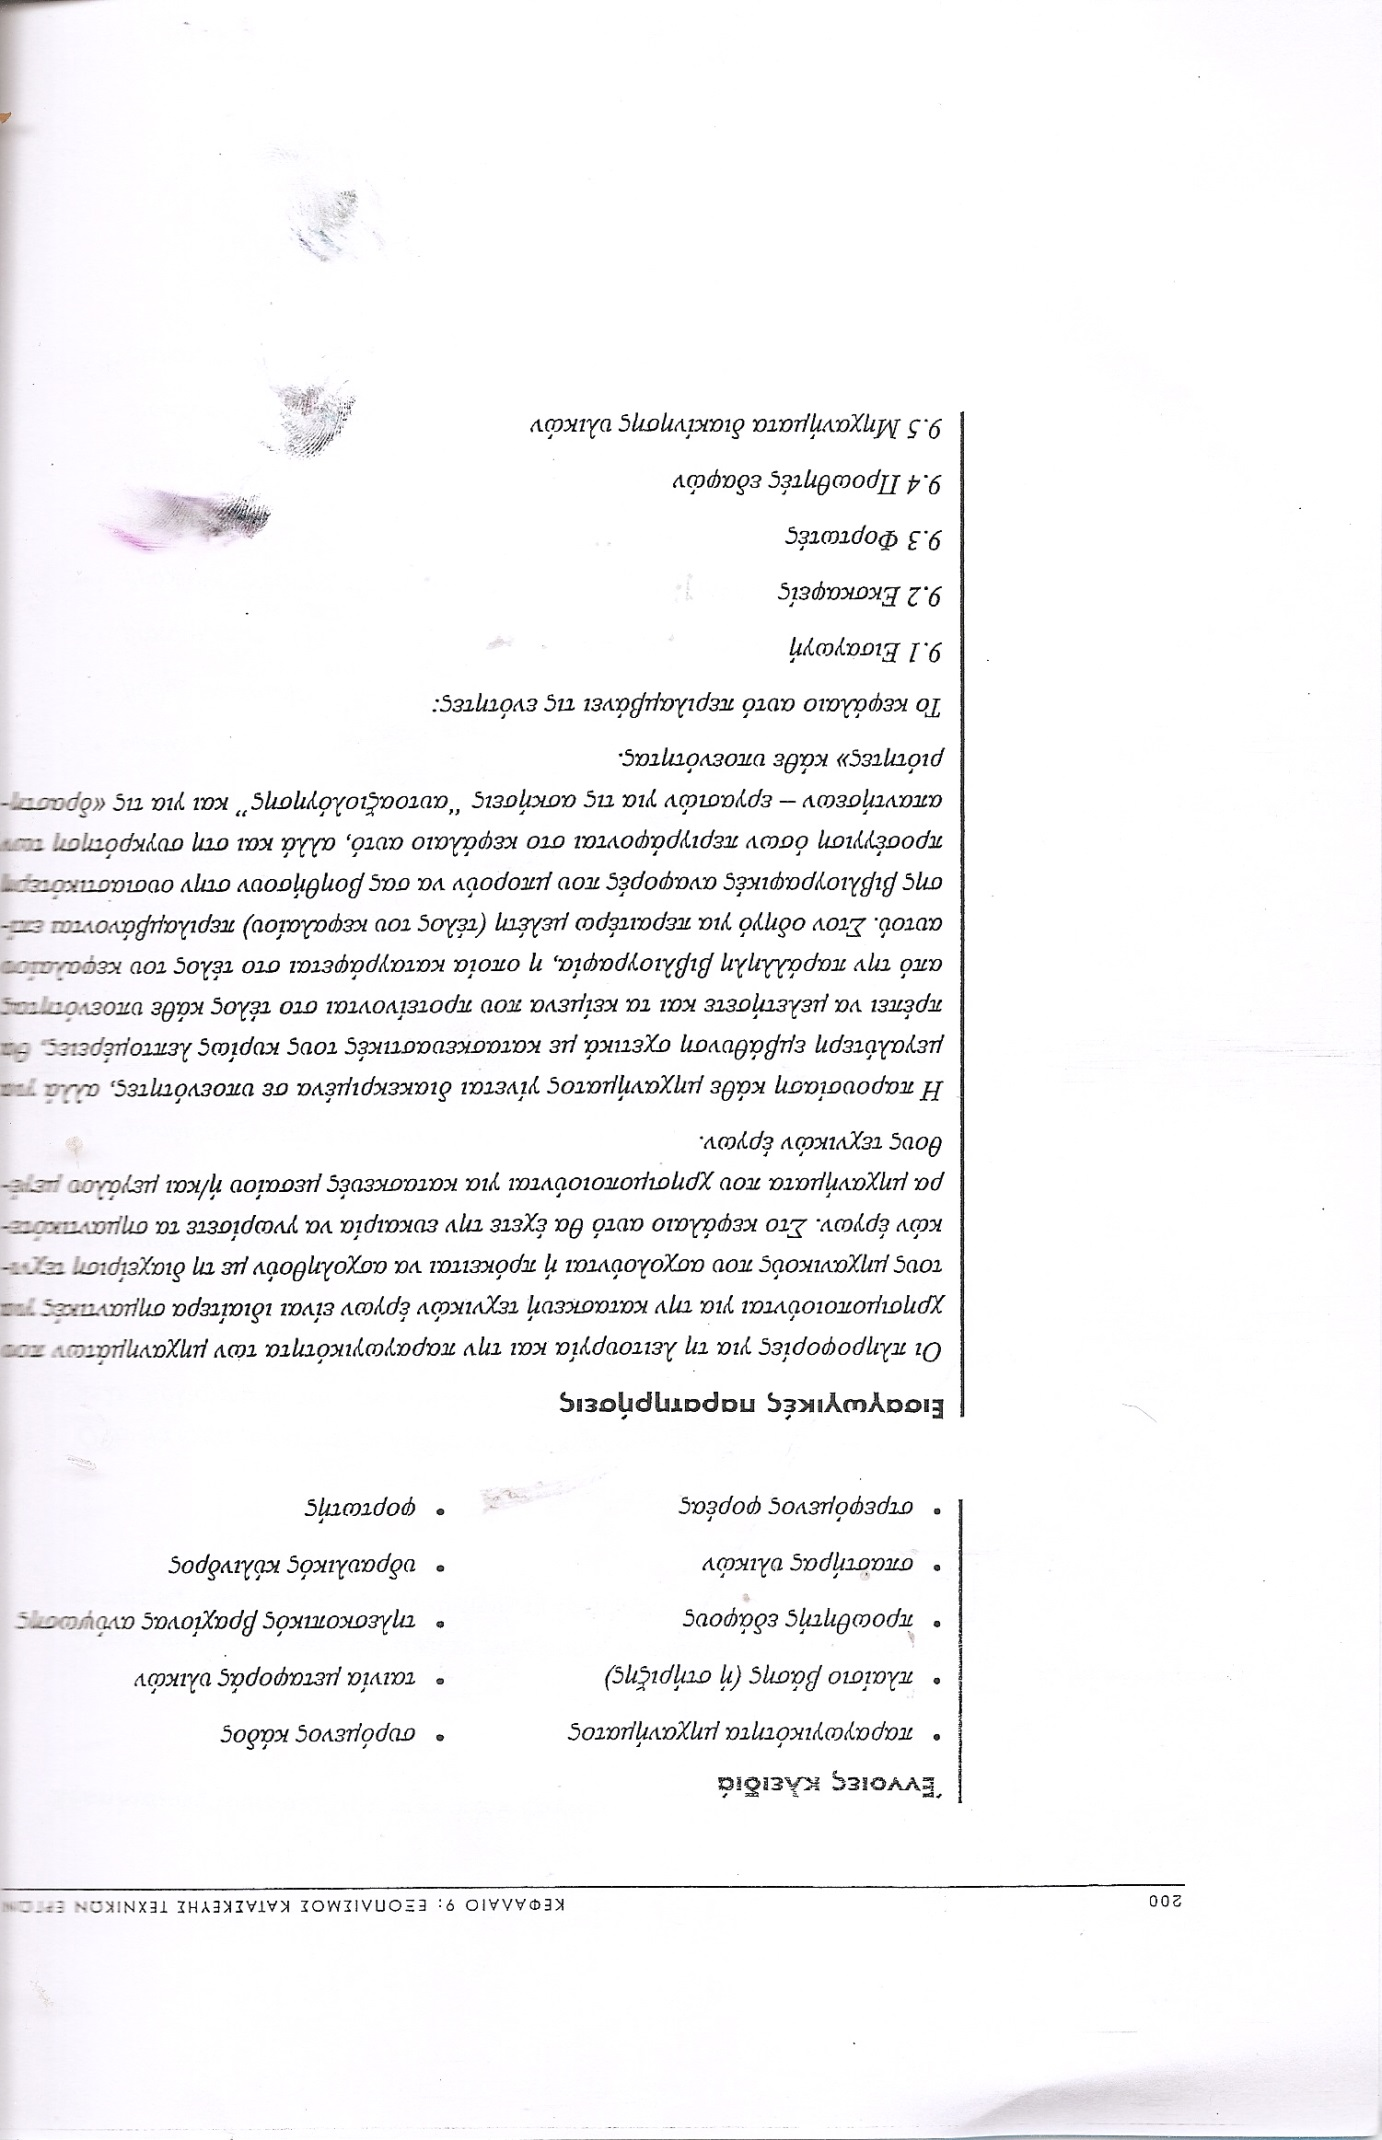 200
ΚΕΦΑΛΑΙΟ 9: ΕΞΟΠΛΙΣΜΟΣ ΚΑΤΑΣΚΕΥΗΣ ΤΕΧΝΙΚΩΝ ΕΡΓΩΝ
Έννοιες κλειδιά
• παραγωγικότητα μηχανήματος
• πλαίσιο βάσης (ή στήριξης)
• προωθητής εδάφους
• σπαστήρας υλικών
• στρεφόμενος φορέας
• συρόμενος κάδος
• ταινία μεταφοράς υλικών
• τηλεσκοπικός βραχίονας ανύψωσης
• υδραυλικός κύλινδρος
• φορτωτής
Εισαγωγικές παρατηρήσεις
Οι πληροφορίες για τη λειτουργία και την παραγωγικότητα των μηχανημάτων που
χρησιμοποιούνται για την κατασκευή τεχνικών έργων είναι ιδιαίτερα σημαντικές για
τους μηχανικούς που ασχολούνται ή πρόκειται να ασχοληθούν με τη διαχείριση τεχνι-
κών έργων. Στο κεφάλαιο αυτό θα έχετε την ευκαιρία να γνωρίσετε τα σημαντικότε-
ρα μηχανήματα που χρησιμοποιούνται για κατασκευές μεσαίου ή/και μεγάλου μεγέ-
θους τεχνικών έργων.
Η παρουσίαση κάθε μηχανήματος γίνεται διακεκριμένα σε υποενότητες, αλλά για
μεγαλύτερη εμβάθυνση σχετικά με κατασκευαστικές τους κυρίως λεπτομέρειες, θα
πρέπει να μελετήσετε και τα κείμενα που προτείνονται στο τέλος κάθε υποενότητας
από την παράλληλη βιβλιογραφία, η οποία καταγράφεται στο τέλος του κεφαλαίου
αυτού. Στον οδηγό για περαιτέρω μελέτη (τέλος του κεφαλαίου) περιλαμβάνονται επί-
σης βιβλιογραφικές αναφορές που μπορούν να σας βοηθήσουν στην ουσιαστικότερη
προσέγγιση όσων περιγράφονται στο κεφάλαιο αυτό, αλλά και στη συγκρότηση των
απαντήσεων – εργασιών για τις ασκήσεις "αυτοαξιολόγησης" και για τις «δραστη-
ριότητες» κάθε υποενότητας.
Το κεφάλαιο αυτό περιλαμβάνει τις ενότητες:
9.1 Εισαγωγή
9.2 Εκσκαφείς
9.3 Φορτωτές
9.4 Προωθητές εδαφών
9.5 Μηχανήματα διακίνησης υλικών